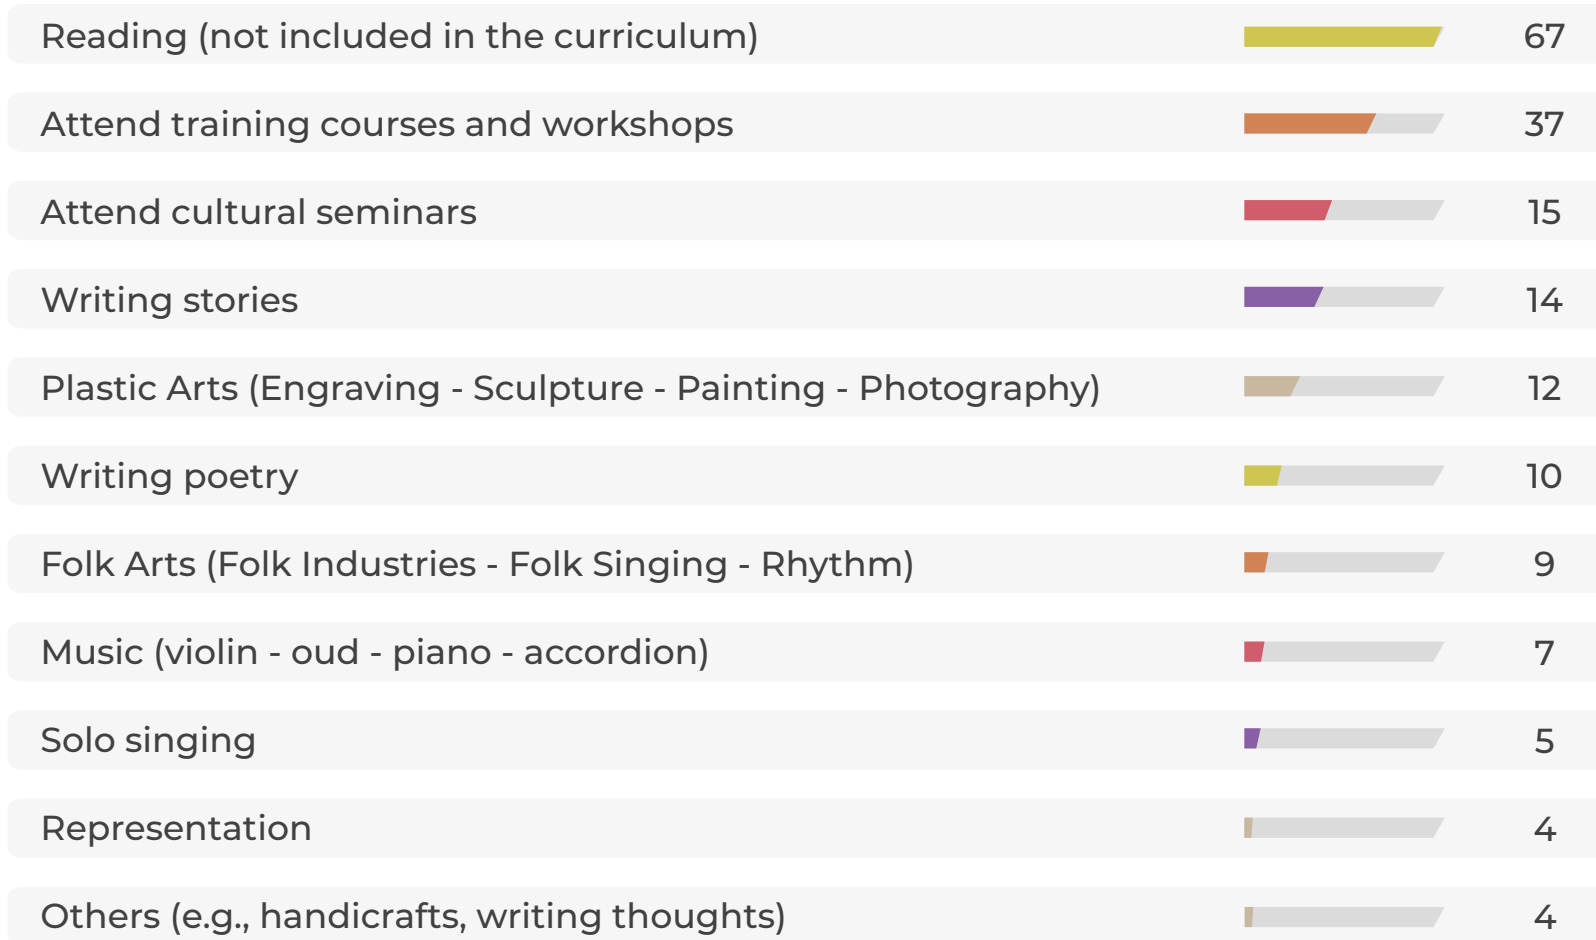 Reading (not included in the curriculum) 67
Attend training courses and workshops 37
Attend cultural seminars 15
Writing stories 14
Plastic Arts (Engraving - Sculpture - Painting - Photography) 12
Writing poetry 10
Folk Arts (Folk Industries - Folk Singing - Rhythm) 9
Music (violin - oud - piano - accordion) 7
Solo singing 5
Representation 4
Others (e.g., handicrafts, writing thoughts) 4